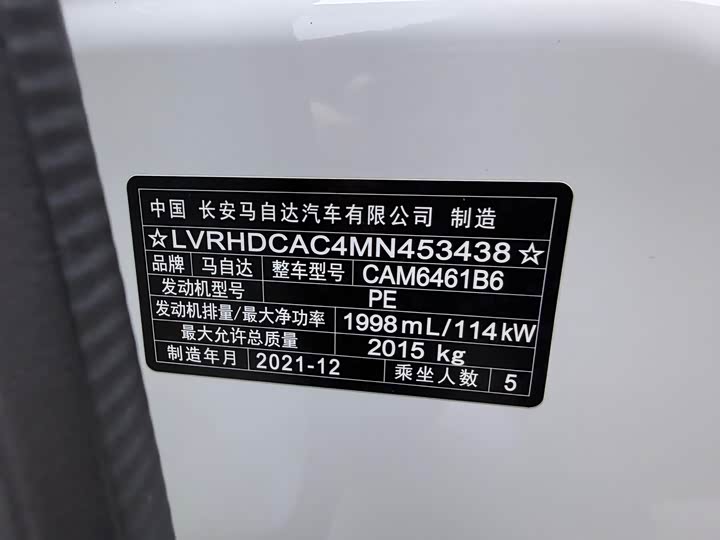 中国 长安马自达汽车有限公司 制造
☆LVRHDCAC4MN453438☆
品牌 马自达 整车型号 CAM6461B6
发动机型号 PE
发动机排量/最大净功率 1998mL/114kW
最大允许总质量 2015 kg
制造年月 2021-12 乘坐人数 5